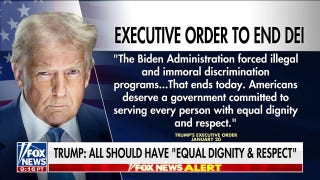 EXECUTIVE ORDER TO END DEI
"The Biden Administration forced illegal
and immoral discrimination
programs...That ends today. Americans
deserve a government committed to
serving every person with equal dignity
and respect."
TRUMP'S EXECUTIVE ORDER
JANUARY 20
FOX
NEWS
9:16 PT
TRUMP: ALL SHOULD HAVE "EQUAL DIGNITY & RESPECT"
FOX NEWS ALERT